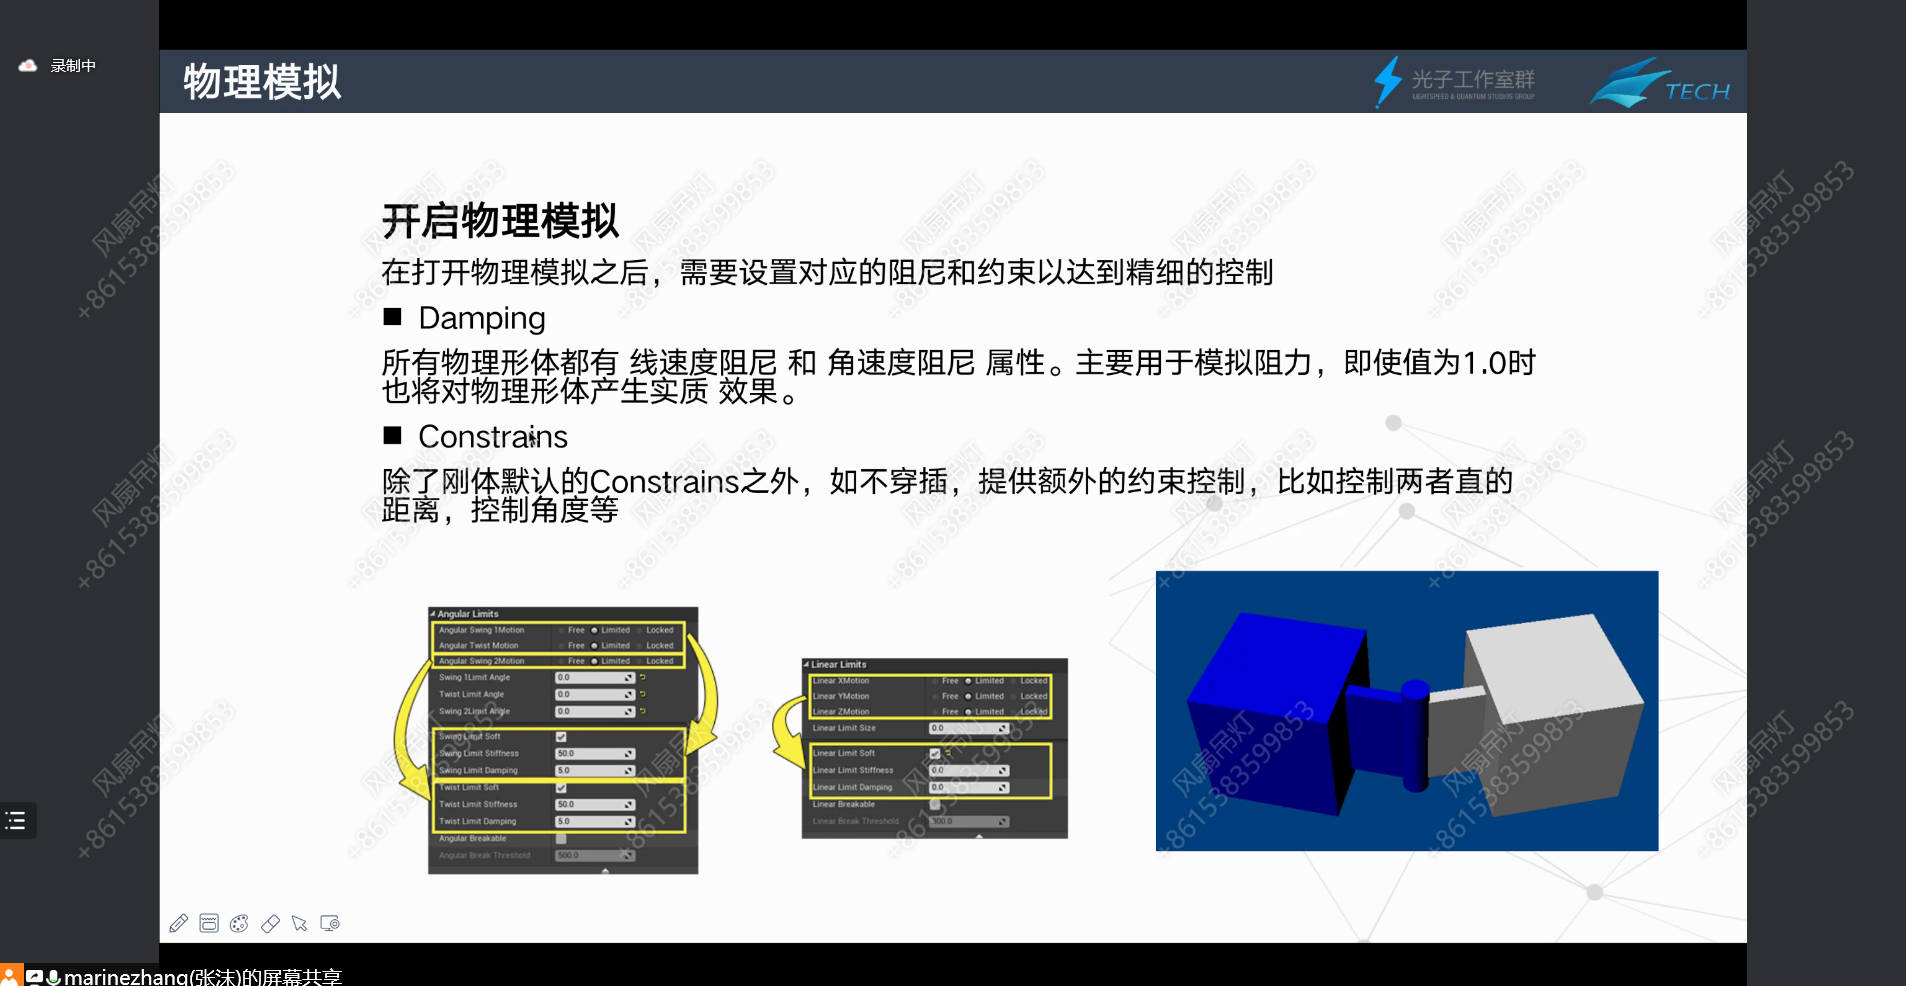 录制中
物理模拟
光子工作室群
LIGHTSPEED & QUANTUM STUDIOS GROUP
TECH
开启物理模拟
在打开物理模拟之后，需要设置对应的阻尼和约束以达到精细的控制
■ Damping
所有物理形体都有 线速度阻尼 和 角速度阻尼 属性。主要用于模拟阻力，即使值为1.0时
也将对物理形体产生实质 效果。
■ Constrains
除了刚体默认的Constrains之外，如不穿插，提供额外的约束控制，比如控制两者直的
距离，控制角度等
Angular Limits
Angular Swing 1Motion Free Limited Locked
Angular Twist Motion Free Limited Locked
Angular Swing 2Motion Free Limited Locked
Swing 1Limit Angle 0.0
Twist Limit Angle 0.0
Swing 2Limit Angle 0.0
Swing Limit Soft
Swing Limit Stiffness 50.0
Swing Limit Damping 5.0
Twist Limit Soft
Twist Limit Stiffness 50.0
Twist Limit Damping 5.0
Angular Breakable
Angular Break Threshold 500.0
Linear Limits
Linear XMotion Free Limited Locked
Linear YMotion Free Limited Locked
Linear ZMotion Free Limited Locked
Linear Limit Size 0.0
Linear Limit Soft
Linear Limit Stiffness 0.0
Linear Limit Damping 0.0
Linear Breakable
Linear Break Threshold 300.0
风扇吊灯
+8615383599853
marinezhang(张沫)的屏幕共享